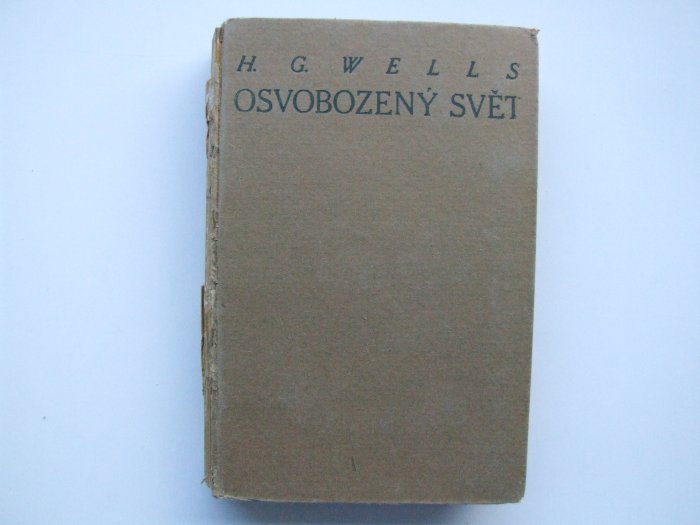 H. G. WELLS
OSVOBOZENÝ SVĚT